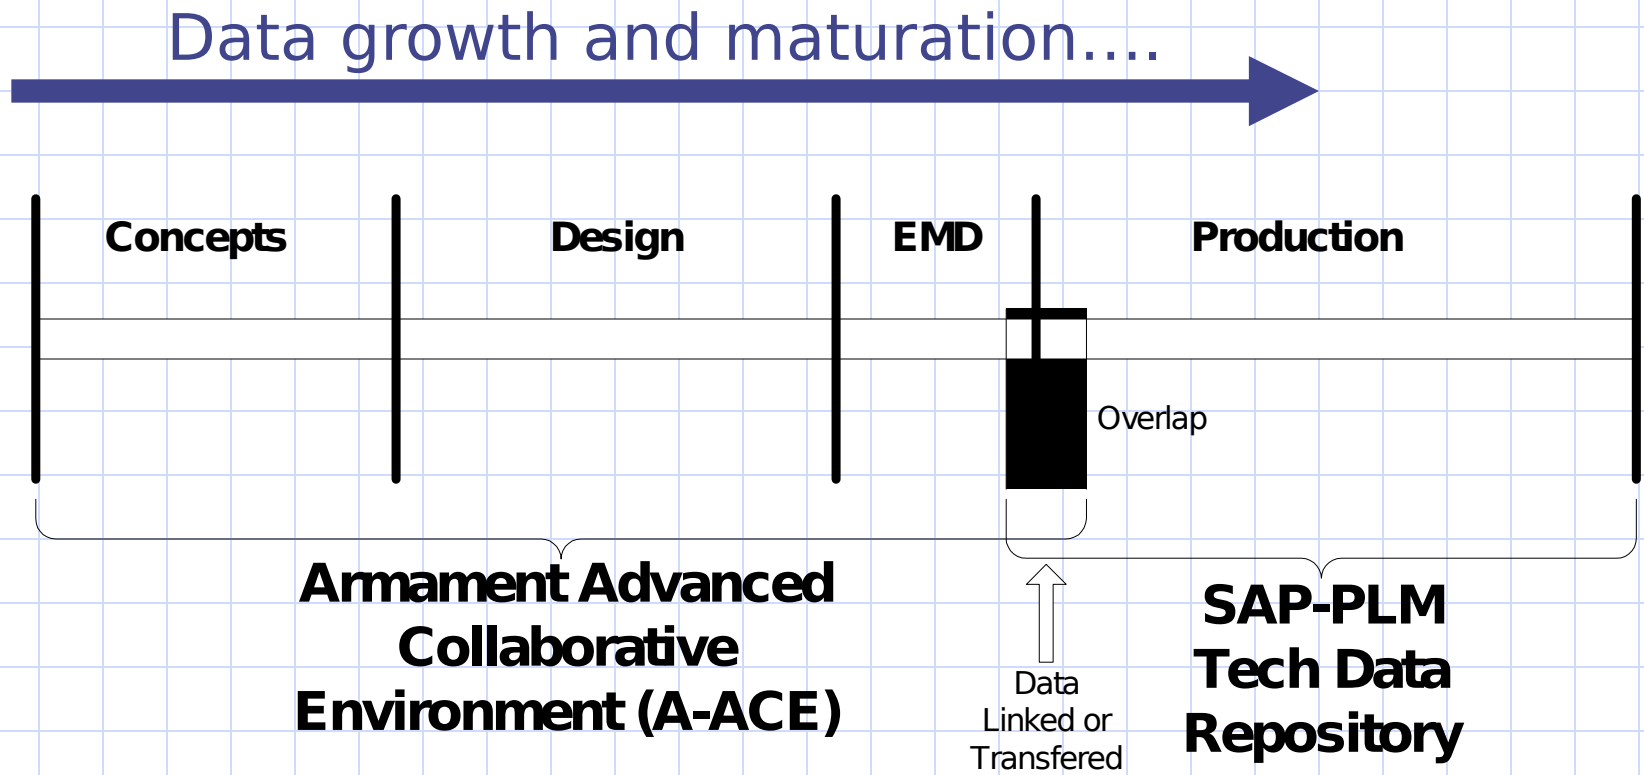 Data growth and maturation....
Concepts
Design
EMD
Production
Overlap
Armament Advanced
Collaborative
Environment (A-ACE)
Data
Linked or
Transfered
SAP-PLM
Tech Data
Repository